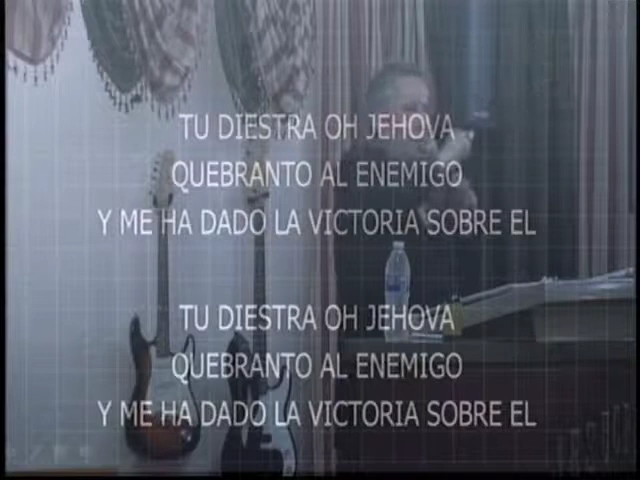 TU DIESTRA OH JEHOVA
QUEBRANTO AL ENEMIGO
Y ME HA DADO LA VICTORIA SOBRE EL
TU DIESTRA OH JEHOVA
QUEBRANTO AL ENEMIGO
Y ME HA DADO LA VICTORIA SOBRE EL